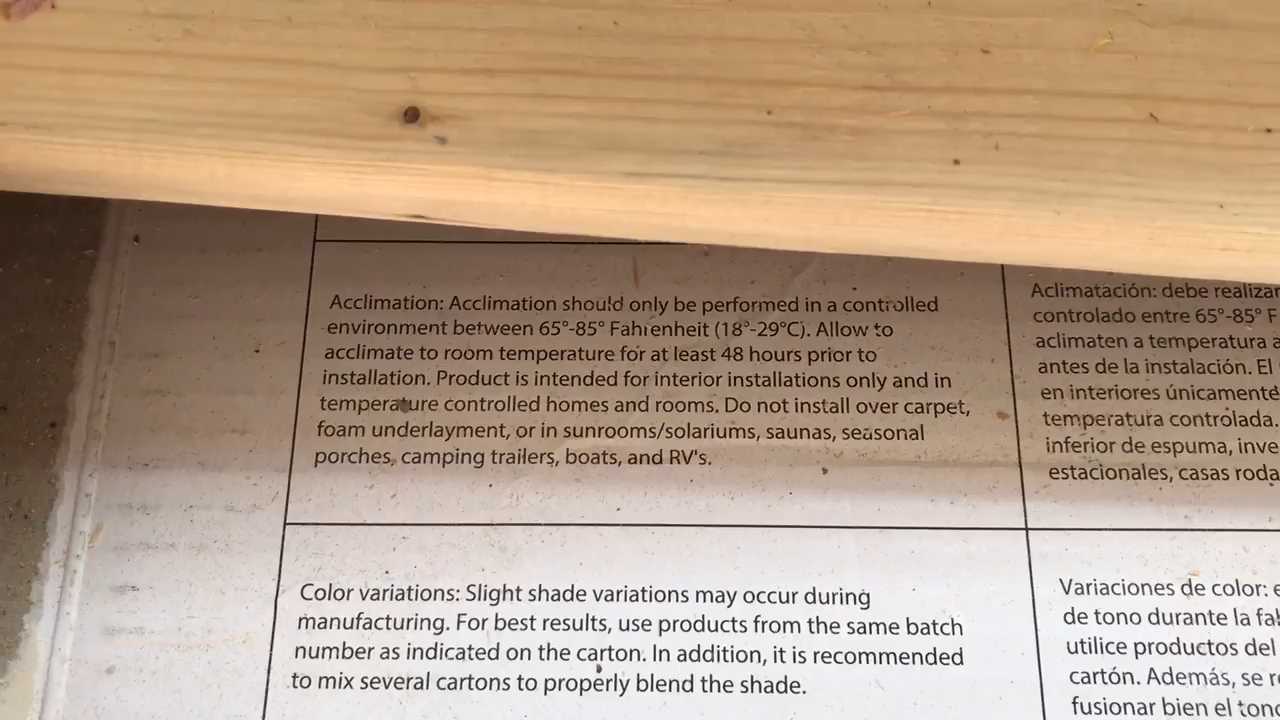 Acclimation: Acclimation should only be performed in a controlled
environment between 65°-85° Fahrenheit (18°-29°C). Allow to
acclimate to room temperature for at least 48 hours prior to
installation. Product is intended for interior installations only and in
temperature controlled homes and rooms. Do not install over carpet,
foam underlayment, or in sunrooms/solariums, saunas, seasonal
porches, camping trailers, boats, and RV's.
Color variations: Slight shade variations may occur during
manufacturing. For best results, use products from the same batch
number as indicated on the carton. In addition, it is recommended
to mix several cartons to properly blend the shade.
Aclimatación: debe realizar
controlado entre 65°-85° F
aclimaten a temperatura a
antes de la instalación. El
en interiores únicamente
temperatura controlada.
inferior de espuma, inve
estacionales, casas roda
Variaciones de color: e
de tono durante la fa
utilice productos del
cartón. Además, se r
fusionar bien el tono